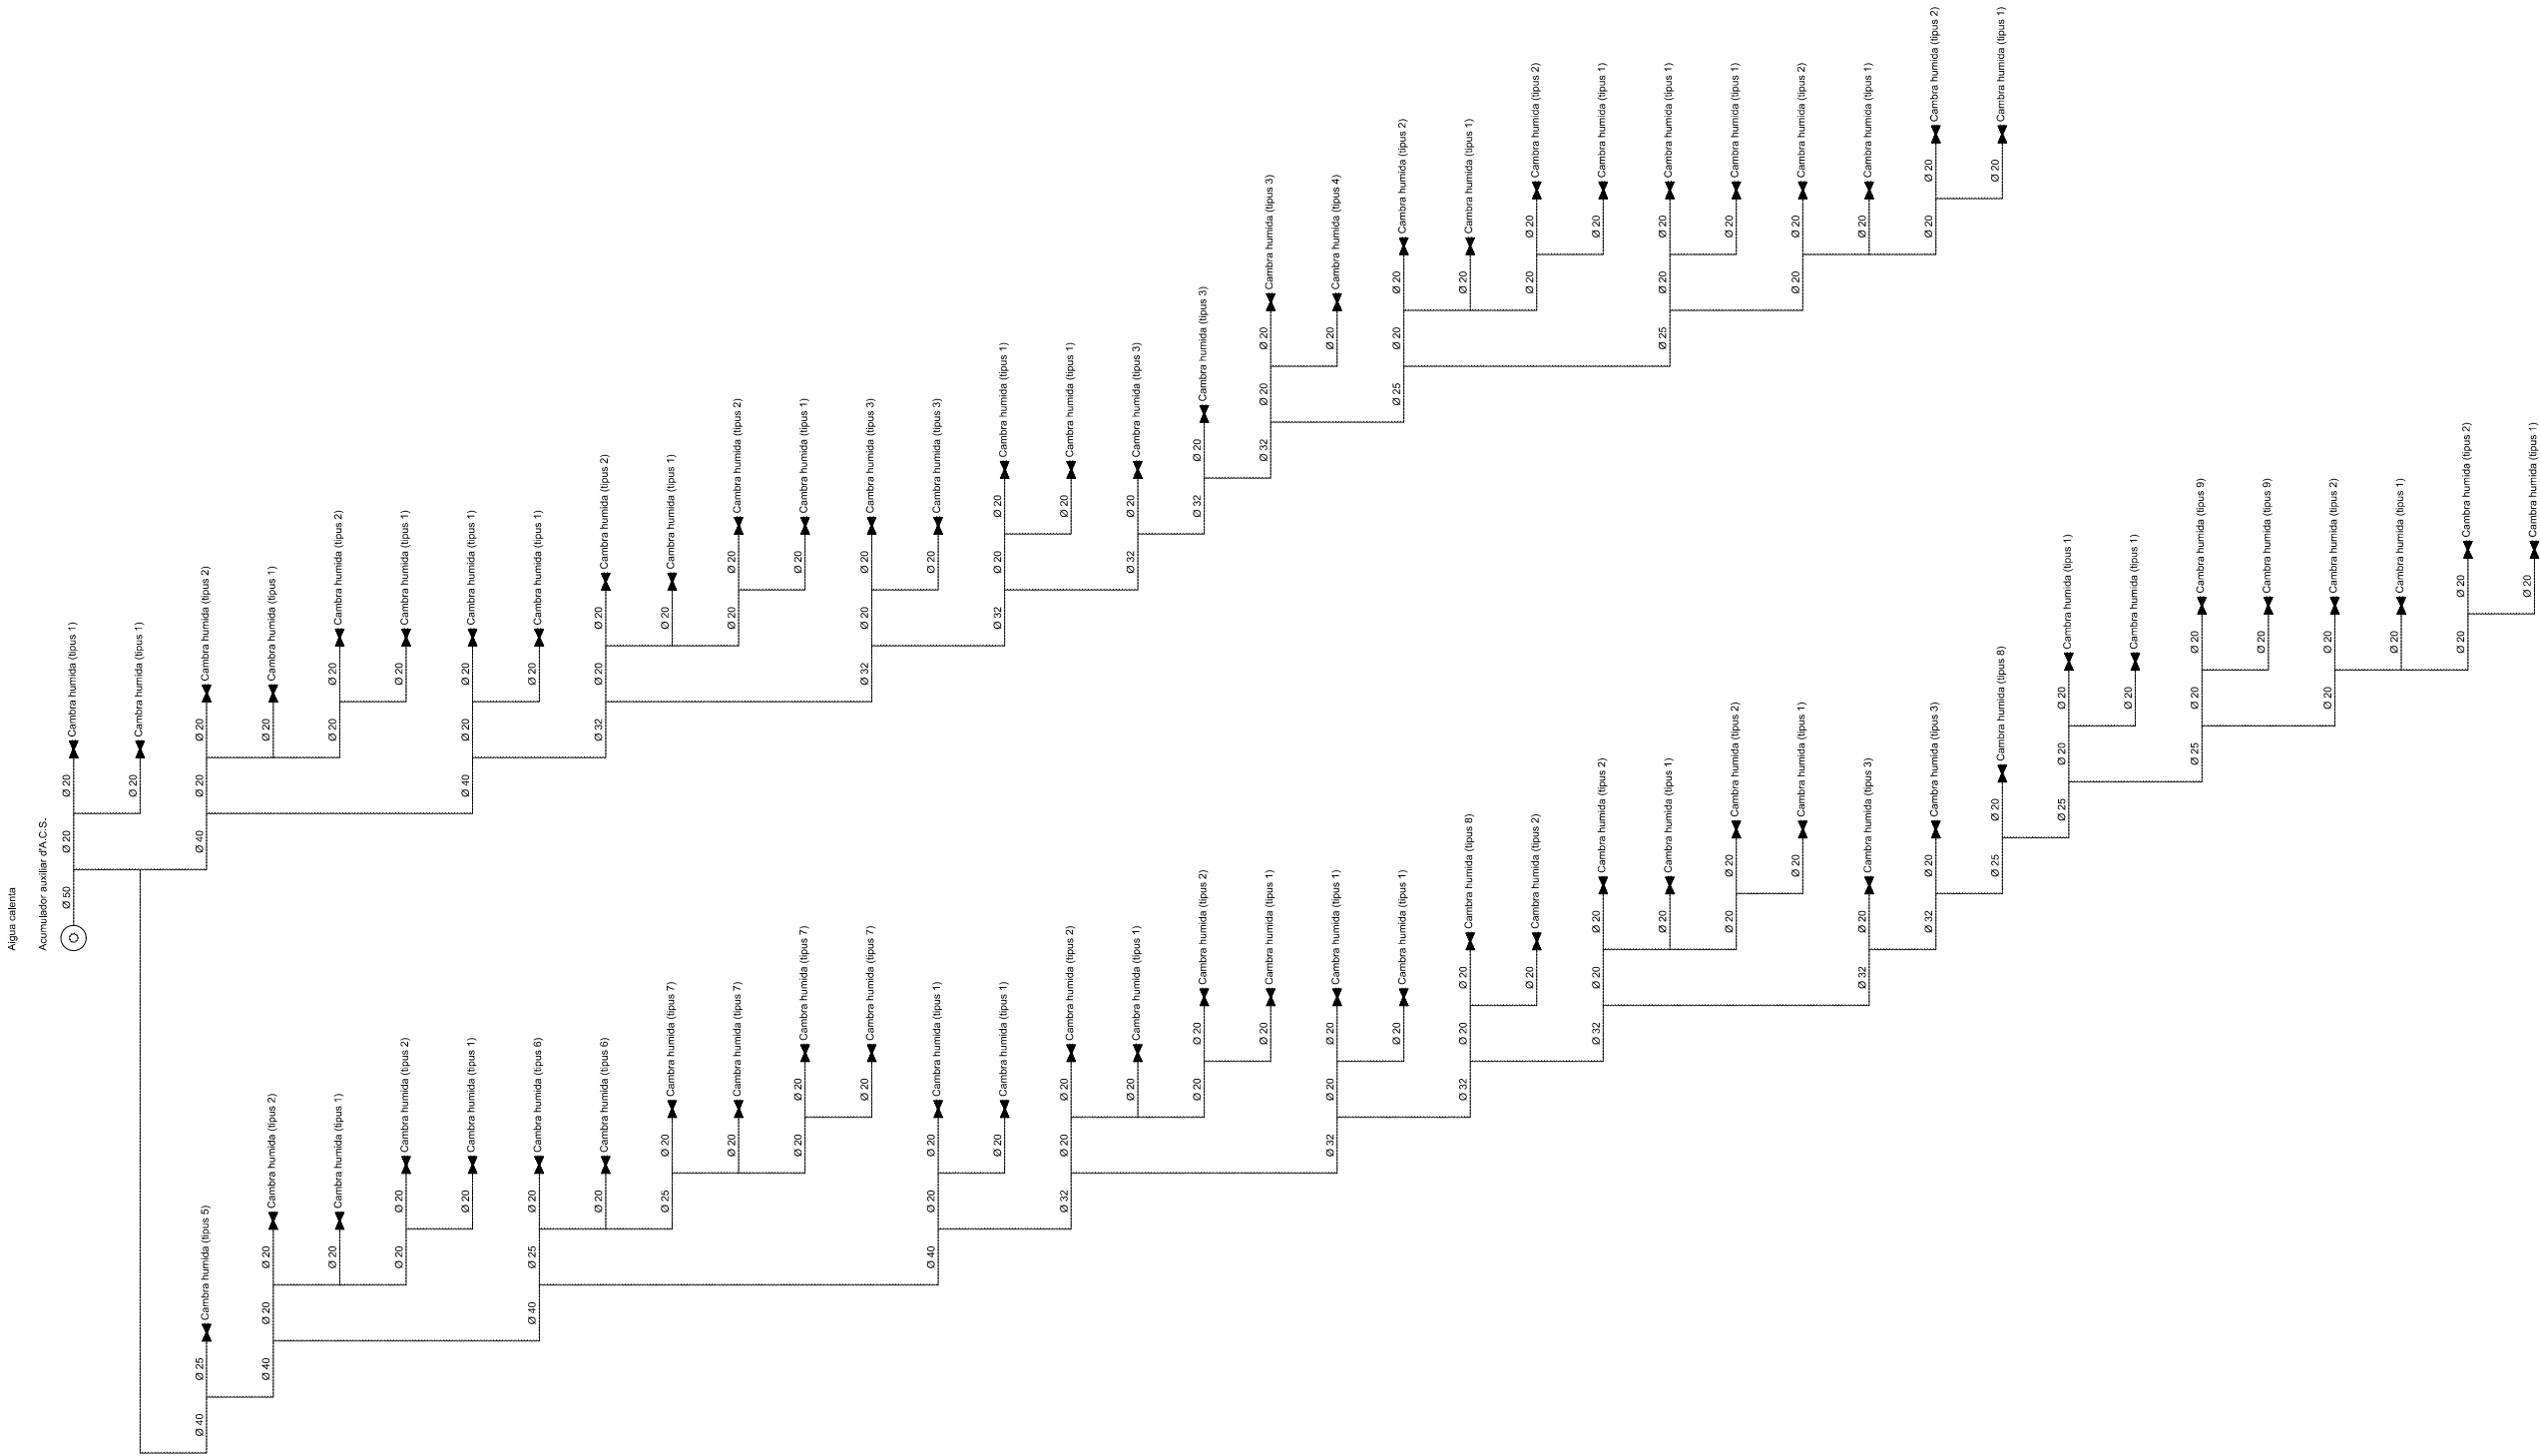 Aigua calenta
Acumulador auxiliar d'A.C.S.
Ø 50 Ø 20 Ø 20 Cambra humida (tipus 1)
Ø 20 Cambra humida (tipus 1)
Ø 40 Ø 20 Ø 20 Cambra humida (tipus 2)
Ø 20 Cambra humida (tipus 1)
Ø 20 Ø 20 Cambra humida (tipus 2)
Ø 20 Cambra humida (tipus 1)
Ø 40 Ø 20 Ø 20 Cambra humida (tipus 1)
Ø 20 Cambra humida (tipus 1)
Ø 32 Ø 20 Ø 20 Cambra humida (tipus 2)
Ø 20 Cambra humida (tipus 1)
Ø 20 Ø 20 Cambra humida (tipus 2)
Ø 20 Cambra humida (tipus 1)
Ø 32 Ø 20 Ø 20 Cambra humida (tipus 3)
Ø 20 Cambra humida (tipus 3)
Ø 32 Ø 20 Ø 20 Cambra humida (tipus 1)
Ø 20 Cambra humida (tipus 1)
Ø 32 Ø 20 Cambra humida (tipus 3)
Ø 32 Ø 20 Cambra humida (tipus 3)
Ø 32 Ø 20 Ø 20 Cambra humida (tipus 3)
Ø 20 Cambra humida (tipus 4)
Ø 25 Ø 20 Ø 20 Cambra humida (tipus 2)
Ø 20 Cambra humida (tipus 1)
Ø 20 Ø 20 Cambra humida (tipus 2)
Ø 20 Cambra humida (tipus 1)
Ø 25 Ø 20 Ø 20 Cambra humida (tipus 1)
Ø 20 Cambra humida (tipus 1)
Ø 20 Ø 20 Cambra humida (tipus 2)
Ø 20 Cambra humida (tipus 1)
Ø 20 Ø 20 Cambra humida (tipus 2)
Ø 20 Cambra humida (tipus 1)
Ø 40 Ø 25 Cambra humida (tipus 5)
Ø 40 Ø 20 Ø 20 Cambra humida (tipus 2)
Ø 20 Cambra humida (tipus 1)
Ø 20 Ø 20 Cambra humida (tipus 2)
Ø 20 Cambra humida (tipus 1)
Ø 40 Ø 25 Ø 20 Cambra humida (tipus 6)
Ø 20 Cambra humida (tipus 6)
Ø 25 Ø 20 Cambra humida (tipus 7)
Ø 20 Cambra humida (tipus 7)
Ø 20 Ø 20 Cambra humida (tipus 7)
Ø 20 Cambra humida (tipus 7)
Ø 40 Ø 20 Ø 20 Cambra humida (tipus 1)
Ø 20 Cambra humida (tipus 1)
Ø 32 Ø 20 Ø 20 Cambra humida (tipus 2)
Ø 20 Cambra humida (tipus 1)
Ø 20 Ø 20 Cambra humida (tipus 2)
Ø 20 Cambra humida (tipus 1)
Ø 32 Ø 20 Ø 20 Cambra humida (tipus 1)
Ø 20 Cambra humida (tipus 1)
Ø 32 Ø 20 Ø 20 Cambra humida (tipus 8)
Ø 20 Cambra humida (tipus 2)
Ø 32 Ø 20 Ø 20 Cambra humida (tipus 2)
Ø 20 Cambra humida (tipus 1)
Ø 20 Ø 20 Cambra humida (tipus 2)
Ø 20 Cambra humida (tipus 1)
Ø 32 Ø 20 Cambra humida (tipus 3)
Ø 32 Ø 20 Cambra humida (tipus 3)
Ø 25 Ø 20 Cambra humida (tipus 8)
Ø 25 Ø 20 Ø 20 Cambra humida (tipus 1)
Ø 20 Cambra humida (tipus 1)
Ø 25 Ø 20 Ø 20 Cambra humida (tipus 9)
Ø 20 Cambra humida (tipus 9)
Ø 20 Ø 20 Cambra humida (tipus 2)
Ø 20 Cambra humida (tipus 1)
Ø 20 Ø 20 Cambra humida (tipus 2)
Ø 20 Cambra humida (tipus 1)